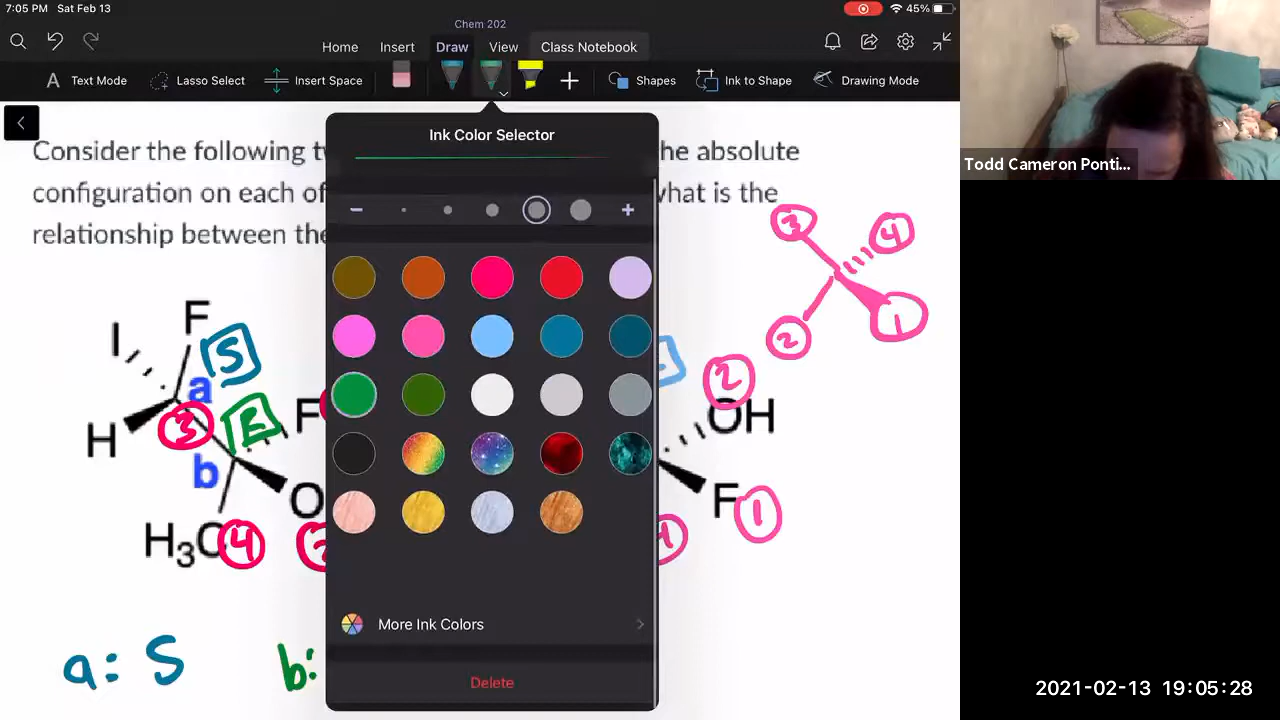 7:05 PM Sat Feb 13
45%
Chem 202
Home Insert Draw View Class Notebook
Text Mode Lasso Select Insert Space Shapes Ink to Shape Drawing Mode
Ink Color Selector
Consider the following he absolute
configuration on each of what is the
relationship between the
Todd Cameron Ponti...
3 4
2 1
I F S
a
3 R F
H
b O
H3C 4
2 OH
F 1
a: S b:
More Ink Colors
Delete
2021-02-13 19:05:28